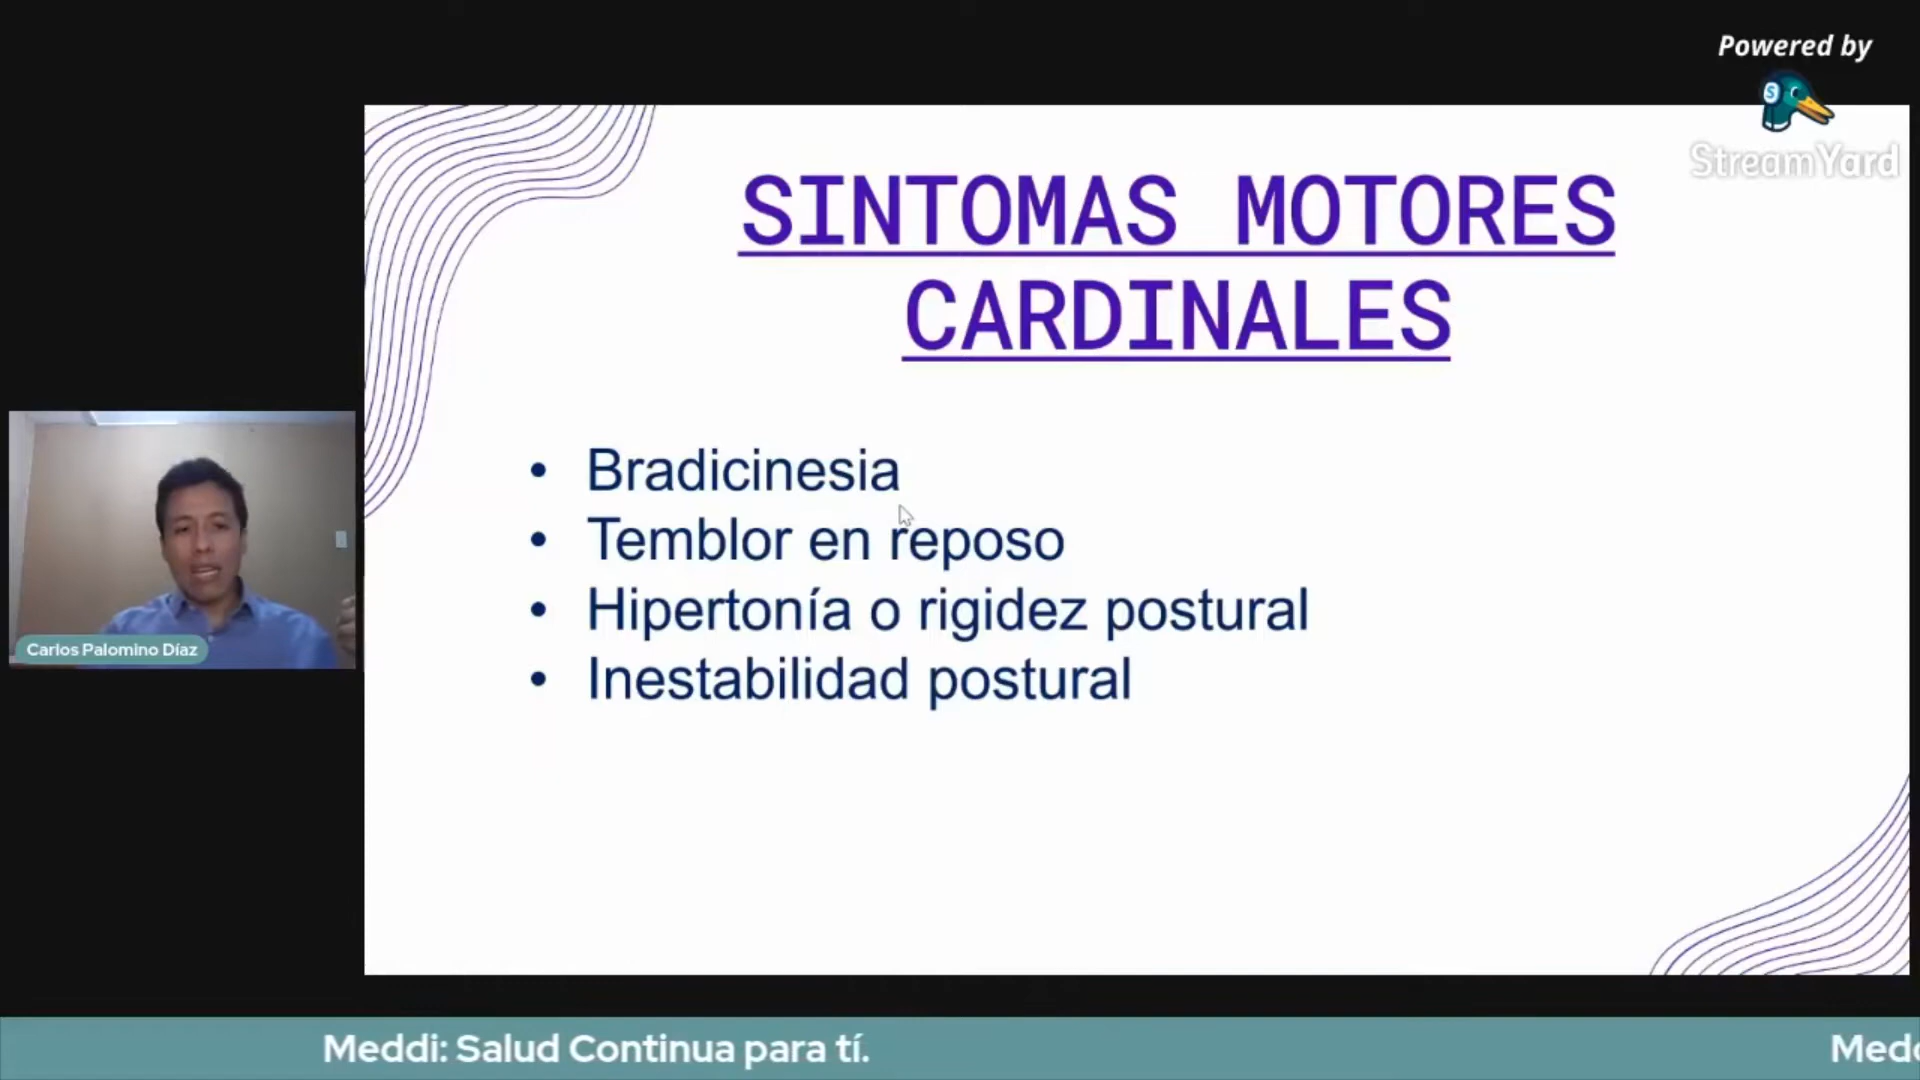 Powered by
StreamYard
SINTOMAS MOTORES
CARDINALES
• Bradicinesia
• Temblor en reposo
• Hipertonía o rigidez postural
• Inestabilidad postural
Carlos Palomino Díaz
Meddi: Salud Continua para tí.